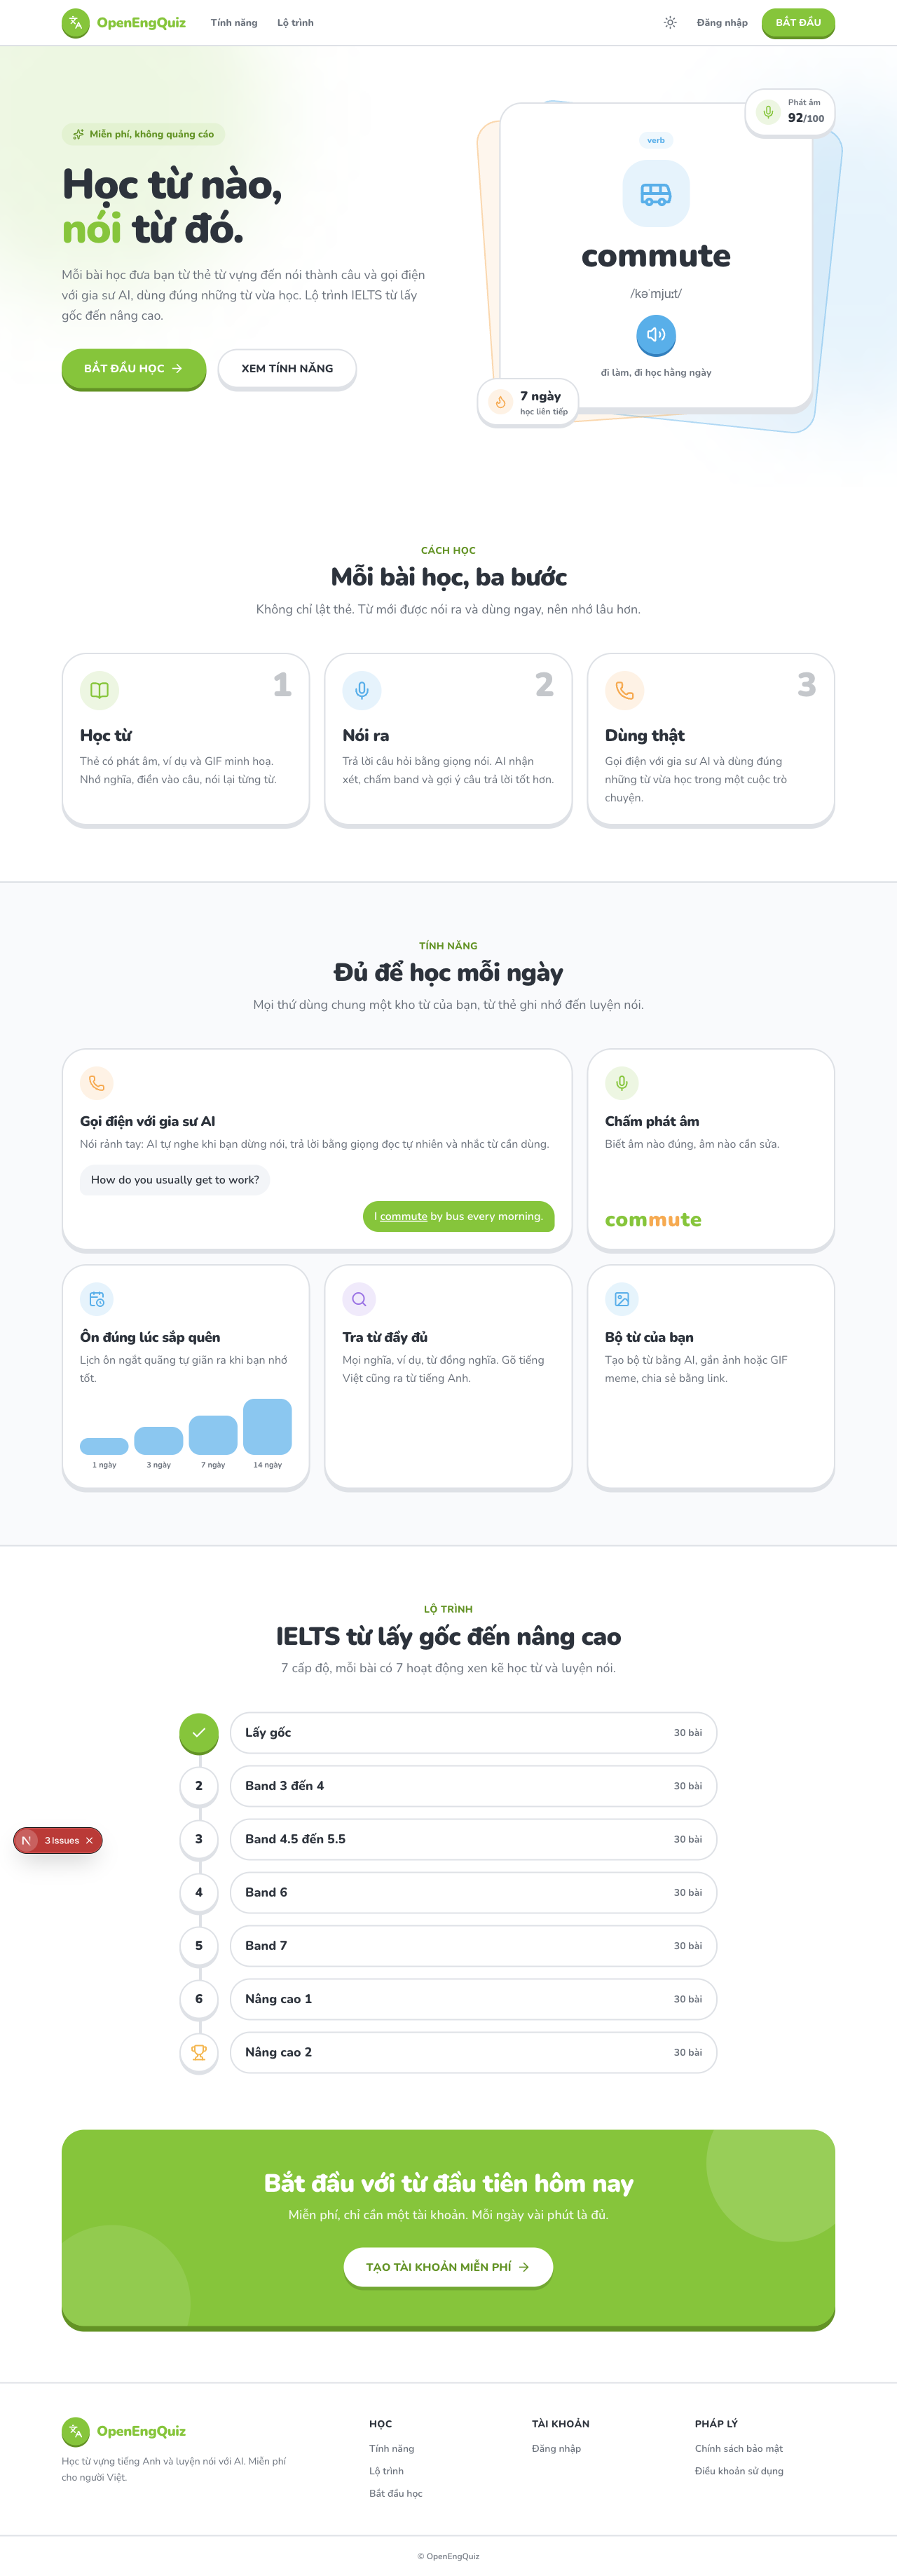 OpenEngQuiz
Tính năng
Lộ trình
Đăng nhập
BẮT ĐẦU
Miễn phí, không quảng cáo
Học từ nào,
nói từ đó.
Mỗi bài học đưa bạn từ thẻ từ vựng đến nói thành câu và gọi điện
với gia sư AI, dùng đúng những từ vừa học. Lộ trình IELTS từ lấy
gốc đến nâng cao.
BẮT ĐẦU HỌC
XEM TÍNH NĂNG
Phát âm
92/100
verb
commute
/kəˈmjuːt/
đi làm, đi học hằng ngày
7 ngày
học liên tiếp
CÁCH HỌC
Mỗi bài học, ba bước
Không chỉ lật thẻ. Từ mới được nói ra và dùng ngay, nên nhớ lâu hơn.
1
Học từ
Thẻ có phát âm, ví dụ và GIF minh hoạ.
Nhớ nghĩa, điền vào câu, nói lại từng từ.
2
Nói ra
Trả lời câu hỏi bằng giọng nói. AI nhận
xét, chấm band và gợi ý câu trả lời tốt hơn.
3
Dùng thật
Gọi điện với gia sư AI và dùng đúng
những từ vừa học trong một cuộc trò
chuyện.
TÍNH NĂNG
Đủ để học mỗi ngày
Mọi thứ dùng chung một kho từ của bạn, từ thẻ ghi nhớ đến luyện nói.
Gọi điện với gia sư AI
Nói rảnh tay: AI tự nghe khi bạn dừng nói, trả lời bằng giọng đọc tự nhiên và nhắc từ cần dùng.
How do you usually get to work?
I commute by bus every morning.
Chấm phát âm
Biết âm nào đúng, âm nào cần sửa.
commute
Ôn đúng lúc sắp quên
Lịch ôn ngắt quãng tự giãn ra khi bạn nhớ
tốt.
1 ngày
3 ngày
7 ngày
14 ngày
Tra từ đầy đủ
Mọi nghĩa, ví dụ, từ đồng nghĩa. Gõ tiếng
Việt cũng ra từ tiếng Anh.
Bộ từ của bạn
Tạo bộ từ bằng AI, gắn ảnh hoặc GIF
meme, chia sẻ bằng link.
LỘ TRÌNH
IELTS từ lấy gốc đến nâng cao
7 cấp độ, mỗi bài có 7 hoạt động xen kẽ học từ và luyện nói.
Lấy gốc
30 bài
2
Band 3 đến 4
30 bài
3
Band 4.5 đến 5.5
30 bài
4
Band 6
30 bài
5
Band 7
30 bài
6
Nâng cao 1
30 bài
Nâng cao 2
30 bài
N
3 Issues
Bắt đầu với từ đầu tiên hôm nay
Miễn phí, chỉ cần một tài khoản. Mỗi ngày vài phút là đủ.
TẠO TÀI KHOẢN MIỄN PHÍ
OpenEngQuiz
Học từ vựng tiếng Anh và luyện nói với AI. Miễn phí
cho người Việt.
HỌC
Tính năng
Lộ trình
Bắt đầu học
TÀI KHOẢN
Đăng nhập
PHÁP LÝ
Chính sách bảo mật
Điều khoản sử dụng
© OpenEngQuiz